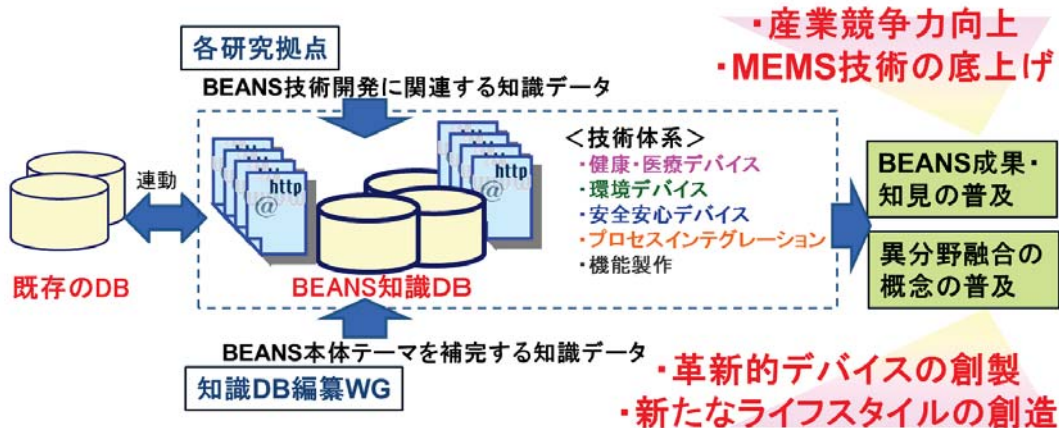 ・産業競争力向上
・MEMS技術の底上げ
各研究拠点
BEANS技術開発に関連する知識データ
連動
既存のDB
http
@
http
@
BEANS知識DB
＜技術体系＞
・健康・医療デバイス
・環境デバイス
・安全安心デバイス
・プロセスインテグレーション
・機能製作
BEANS成果・
知見の普及
異分野融合の
概念の普及
BEANS本体テーマを補完する知識データ
知識DB編纂WG
・革新的デバイスの創製
・新たなライフスタイルの創造